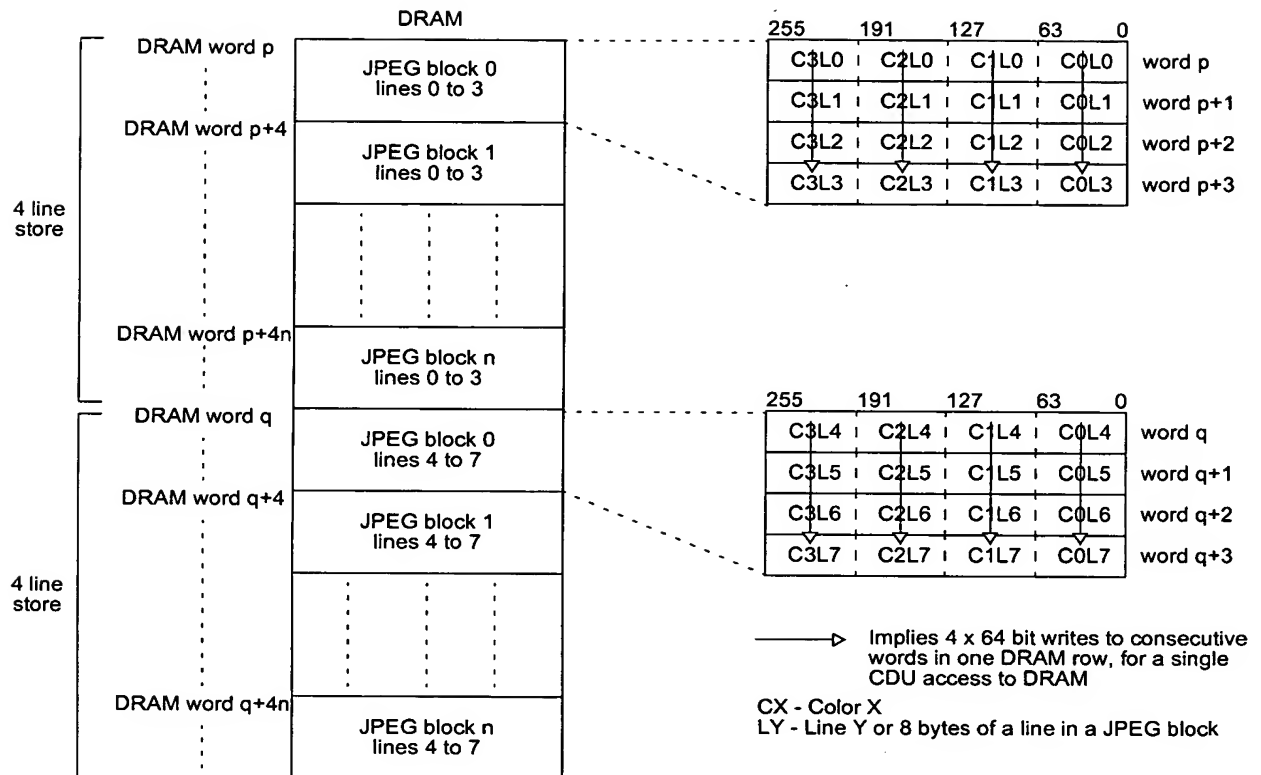 DRAM
DRAM word p
DRAM word p+4
4 line
store
DRAM word p+4n
DRAM word q
DRAM word q+4
4 line
store
DRAM word q+4n
JPEG block 0
lines 0 to 3
JPEG block 1
lines 0 to 3
JPEG block n
lines 0 to 3
JPEG block 0
lines 4 to 7
JPEG block 1
lines 4 to 7
JPEG block n
lines 4 to 7
255 191 127 63 0
C3L0 C2L0 C1L0 C0L0 word p
C3L1 C2L1 C1L1 C0L1 word p+1
C3L2 C2L2 C1L2 C0L2 word p+2
C3L3 C2L3 C1L3 C0L3 word p+3
255 191 127 63 0
C3L4 C2L4 C1L4 C0L4 word q
C3L5 C2L5 C1L5 C0L5 word q+1
C3L6 C2L6 C1L6 C0L6 word q+2
C3L7 C2L7 C1L7 C0L7 word q+3
Implies 4 x 64 bit writes to consecutive
words in one DRAM row, for a single
CDU access to DRAM
CX - Color X
LY - Line Y or 8 bytes of a line in a JPEG block